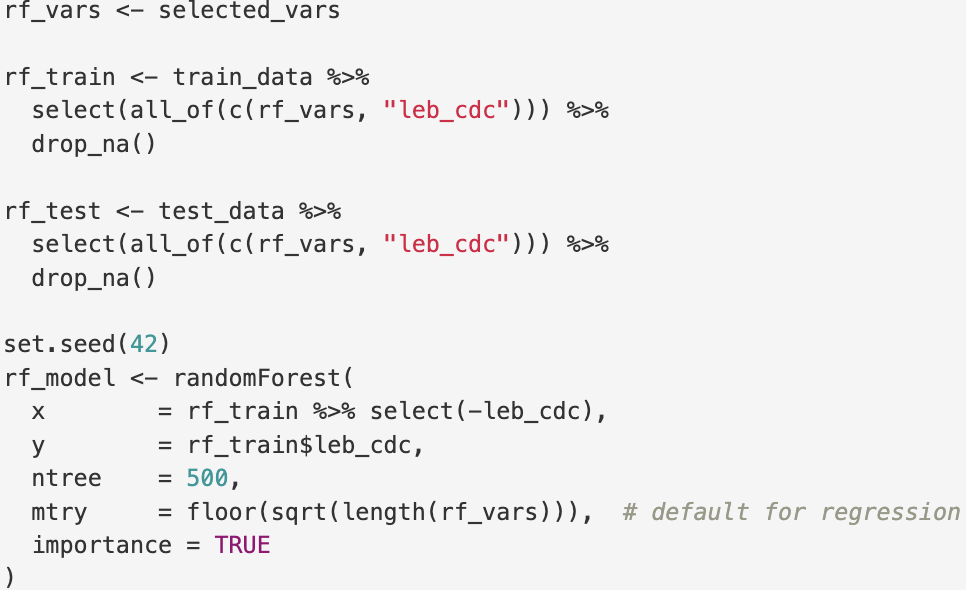 rf_vars <- selected_vars
rf_train <- train_data %>%
  select(all_of(c(rf_vars, "leb_cdc"))) %>%
  drop_na()
rf_test <- test_data %>%
  select(all_of(c(rf_vars, "leb_cdc"))) %>%
  drop_na()
set.seed(42)
rf_model <- randomForest(
  x        = rf_train %>% select(-leb_cdc),
  y        = rf_train$leb_cdc,
  ntree    = 500,
  mtry     = floor(sqrt(length(rf_vars))),  # default for regression
  importance = TRUE
)